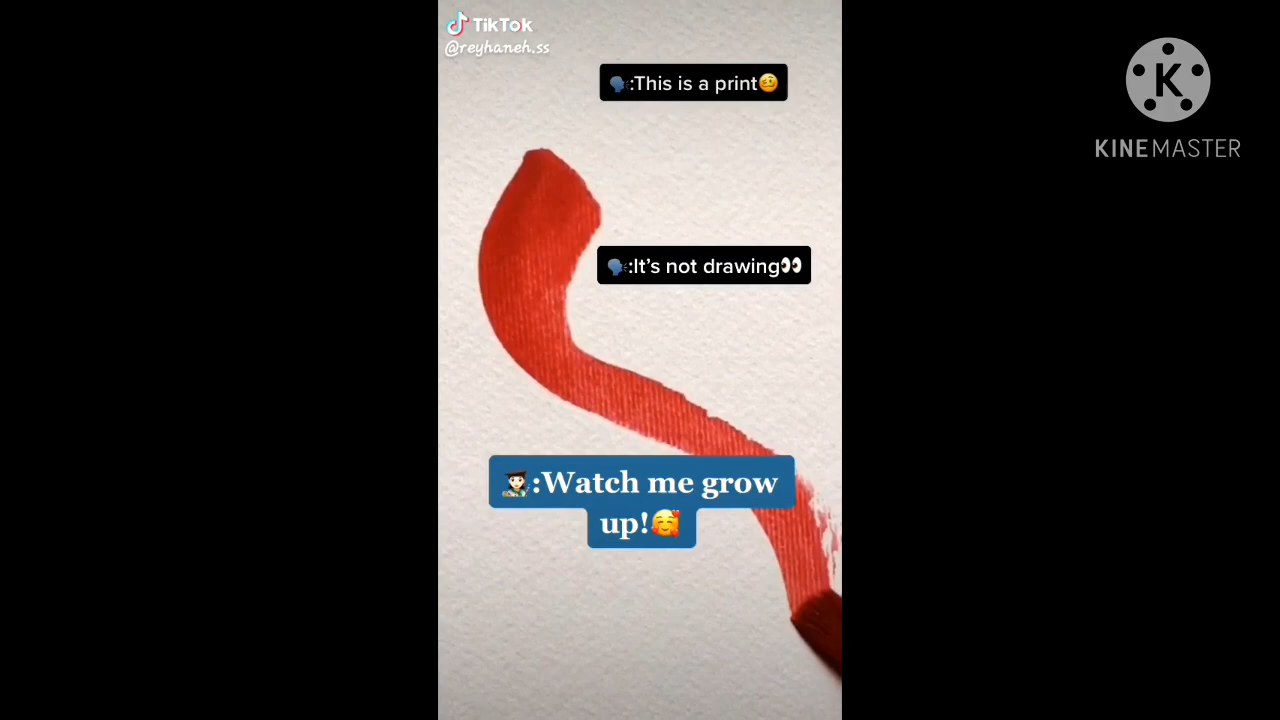 TikTok
@reyhaneh.ss
🗣:This is a print🤕
K
KINEMASTER
🗣:It's not drawing👀
👩🏻‍🎨:Watch me grow
up!🥰